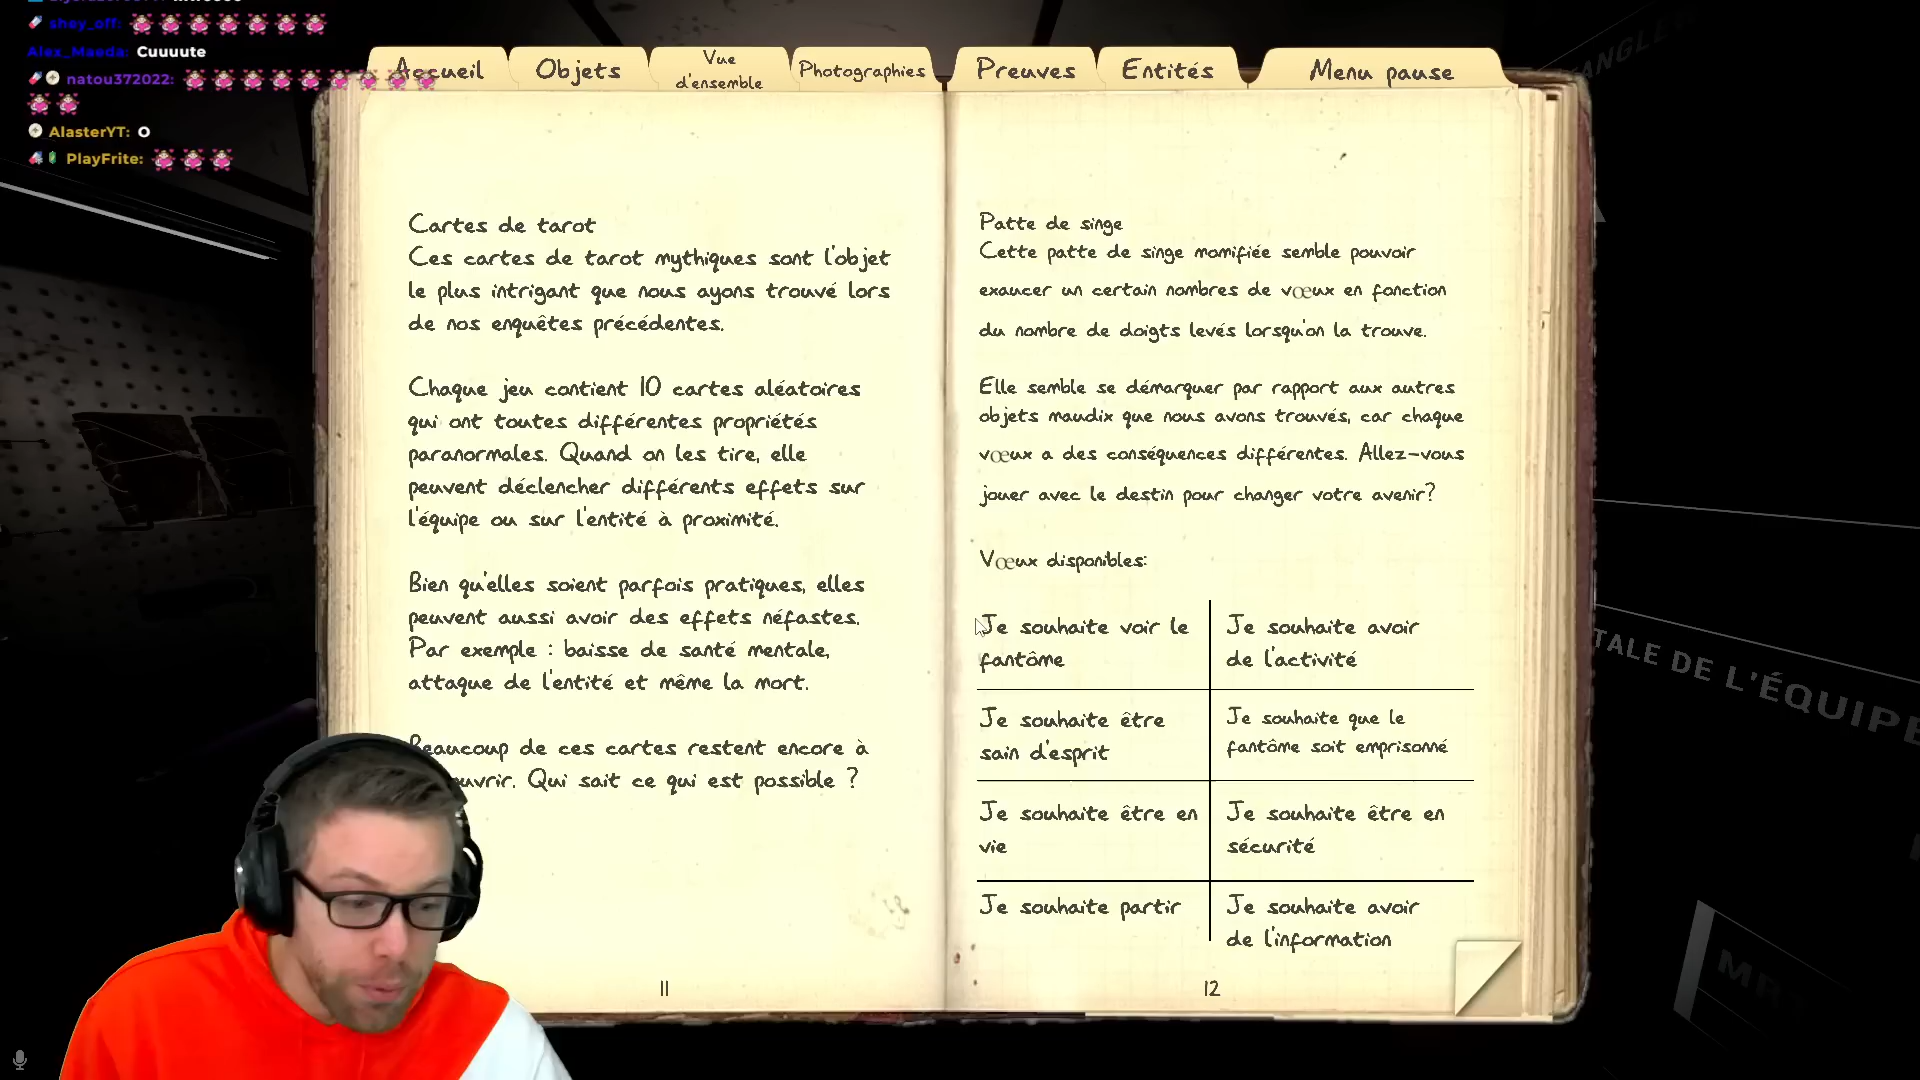 shey_off:
Alex_Maeda: Cuuuute
natou372022:
AlasterYT: O
PlayFrite:
Accueil
Objets
Vue
d'ensemble
Photographies
Preuves
Entités
Menu pause
Cartes de tarot
Ces cartes de tarot mythiques sont l'objet
le plus intrigant que nous ayons trouvé lors
de nos enquêtes précédentes.
Chaque jeu contient 10 cartes aléatoires
qui ont toutes différentes propriétés
paranormales. Quand on les tire, elle
peuvent déclencher différents effets sur
l'équipe ou sur l'entité à proximité.
Bien qu'elles soient parfois pratiques, elles
peuvent aussi avoir des effets néfastes.
Par exemple : baisse de santé mentale,
attaque de l'entité et même la mort.
Beaucoup de ces cartes restent encore à
uvrir. Qui sait ce qui est possible ?
11
Patte de singe
Cette patte de singe momifiée semble pouvoir
exaucer un certain nombres de vœux en fonction
du nombre de doigts levés lorsqu'on la trouve.
Elle semble se démarquer par rapport aux autres
objets maudix que nous avons trouvés, car chaque
vœux a des conséquences différentes. Allez-vous
jouer avec le destin pour changer votre avenir?
Vœux disponibles:
Je souhaite voir le
fantôme
Je souhaite avoir
de l'activité
Je souhaite être
sain d'esprit
Je souhaite que le
fantôme soit emprisonné
Je souhaite être en
vie
Je souhaite être en
sécurité
Je souhaite partir
Je souhaite avoir
de l'information
12
TALE DE L'ÉQUIPE